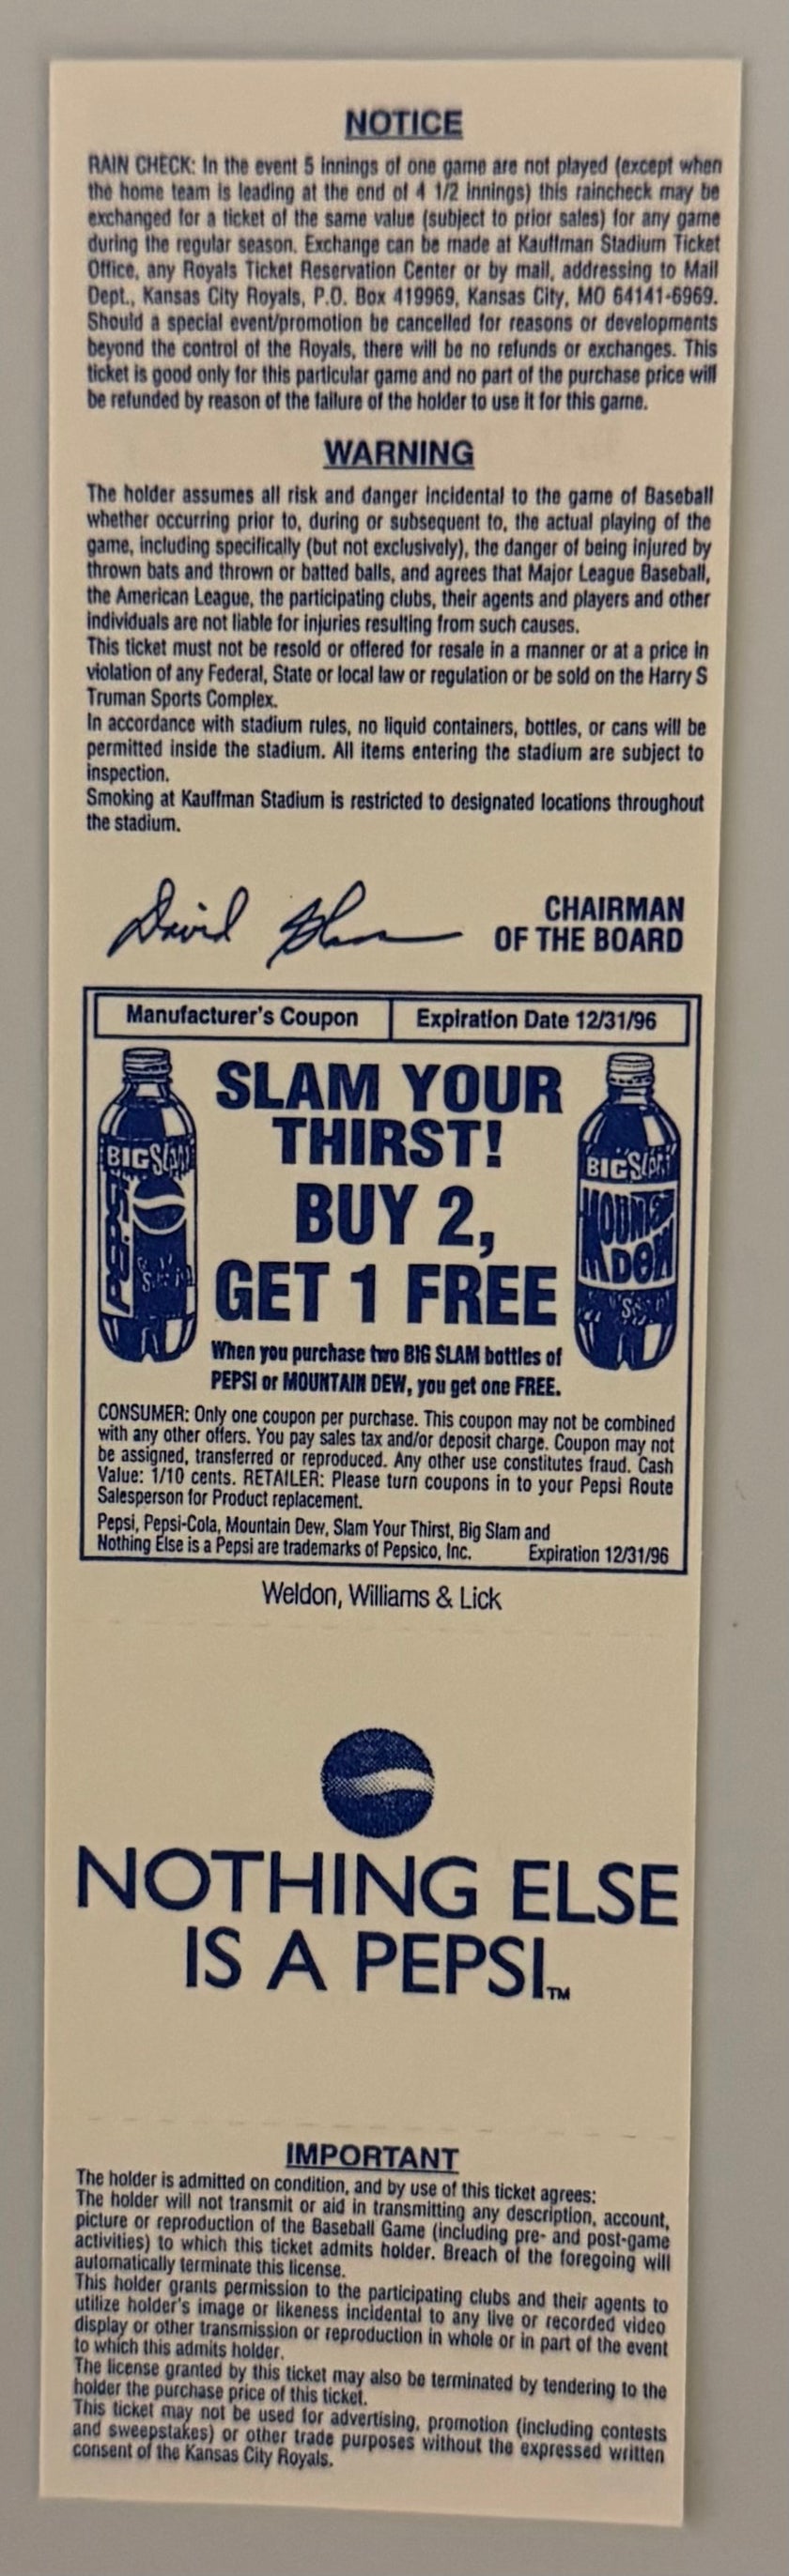 NOTICE
RAIN CHECK: In the event 5 innings of one game are not played (except when
the home team is leading at the end of 4 1/2 innings) this raincheck may be
exchanged for a ticket of the same value (subject to prior sales) for any game
during the regular season. Exchange can be made at Kauffman Stadium Ticket
Office, any Royals Ticket Reservation Center or by mail, addressing to Mail
Dept., Kansas City Royals, P.O. Box 419969, Kansas City, MO 64141-6969.
Should a special event/promotion be cancelled for reasons or developments
beyond the control of the Royals, there will be no refunds or exchanges. This
ticket is good only for this particular game and no part of the purchase price will
be refunded by reason of the failure of the holder to use it for this game.
WARNING
The holder assumes all risk and danger incidental to the game of Baseball
whether occurring prior to, during or subsequent to, the actual playing of the
game, including specifically (but not exclusively), the danger of being injured by
thrown bats and thrown or batted balls, and agrees that Major League Baseball,
the American League, the participating clubs, their agents and players and other
individuals are not liable for injuries resulting from such causes.
This ticket must not be resold or offered for resale in a manner or at a price in
violation of any Federal, State or local law or regulation or be sold on the Harry S
Truman Sports Complex.
In accordance with stadium rules, no liquid containers, bottles, or cans will be
permitted inside the stadium. All items entering the stadium are subject to
inspection.
Smoking at Kauffman Stadium is restricted to designated locations throughout
the stadium.
David
CHAIRMAN
OF THE BOARD
Manufacturer's Coupon
Expiration Date 12/31/96
SLAM YOUR
THIRST!
BUY 2,
GET 1 FREE
BIG Slam
PEPSI
BIG Slam
MOUNTAIN
DEW
When you purchase two BIG SLAM bottles of
PEPSI or MOUNTAIN DEW, you get one FREE.
CONSUMER: Only one coupon per purchase. This coupon may not be combined
with any other offers. You pay sales tax and/or deposit charge. Coupon may not
be assigned, transferred or reproduced. Any other use constitutes fraud. Cash
Value: 1/10 cents. RETAILER: Please turn coupons in to your Pepsi Route
Salesperson for Product replacement.
Pepsi, Pepsi-Cola, Mountain Dew, Slam Your Thirst, Big Slam and
Nothing Else is a Pepsi are trademarks of Pepsico, Inc. Expiration 12/31/96
Weldon, Williams & Lick
NOTHING ELSE
IS A PEPSI™
IMPORTANT
The holder is admitted on condition, and by use of this ticket agrees:
The holder will not transmit or aid in transmitting any description, account,
picture or reproduction of the Baseball Game (including pre- and post-game
activities) to which this ticket admits holder. Breach of the foregoing will
automatically terminate this license.
This holder grants permission to the participating clubs and their agents to
utilize holder's image or likeness incidental to any live or recorded video
display or other transmission or reproduction in whole or in part of the event
to which this admits holder.
The license granted by this ticket may also be terminated by tendering to the
holder the purchase price of this ticket.
This ticket may not be used for advertising, promotion (including contests
and sweepstakes) or other trade purposes without the expressed written
consent of the Kansas City Royals.